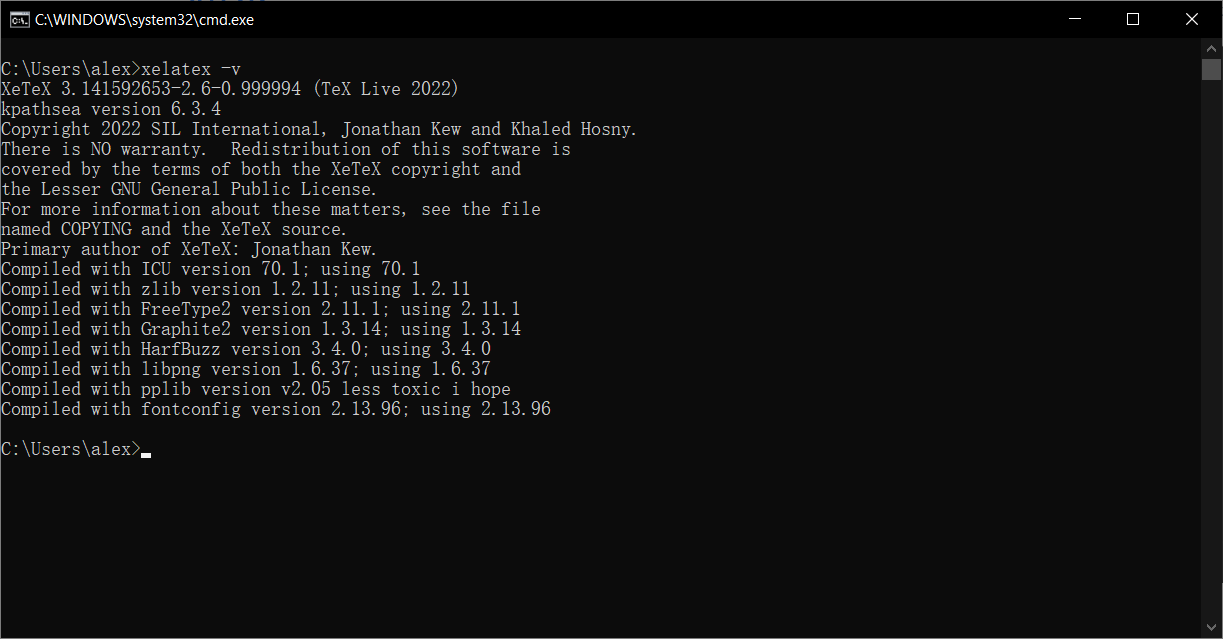 C:\WINDOWS\system32\cmd.exe
C:\Users\alex>xelatex -v
XeTeX 3.141592653-2.6-0.999994 (TeX Live 2022)
kpathsea version 6.3.4
Copyright 2022 SIL International, Jonathan Kew and Khaled Hosny.
There is NO warranty.  Redistribution of this software is
covered by the terms of both the XeTeX copyright and
the Lesser GNU General Public License.
For more information about these matters, see the file
named COPYING and the XeTeX source.
Primary author of XeTeX: Jonathan Kew.
Compiled with ICU version 70.1; using 70.1
Compiled with zlib version 1.2.11; using 1.2.11
Compiled with FreeType2 version 2.11.1; using 2.11.1
Compiled with Graphite2 version 1.3.14; using 1.3.14
Compiled with HarfBuzz version 3.4.0; using 3.4.0
Compiled with libpng version 1.6.37; using 1.6.37
Compiled with pplib version v2.05 less toxic i hope
Compiled with fontconfig version 2.13.96; using 2.13.96
C:\Users\alex>